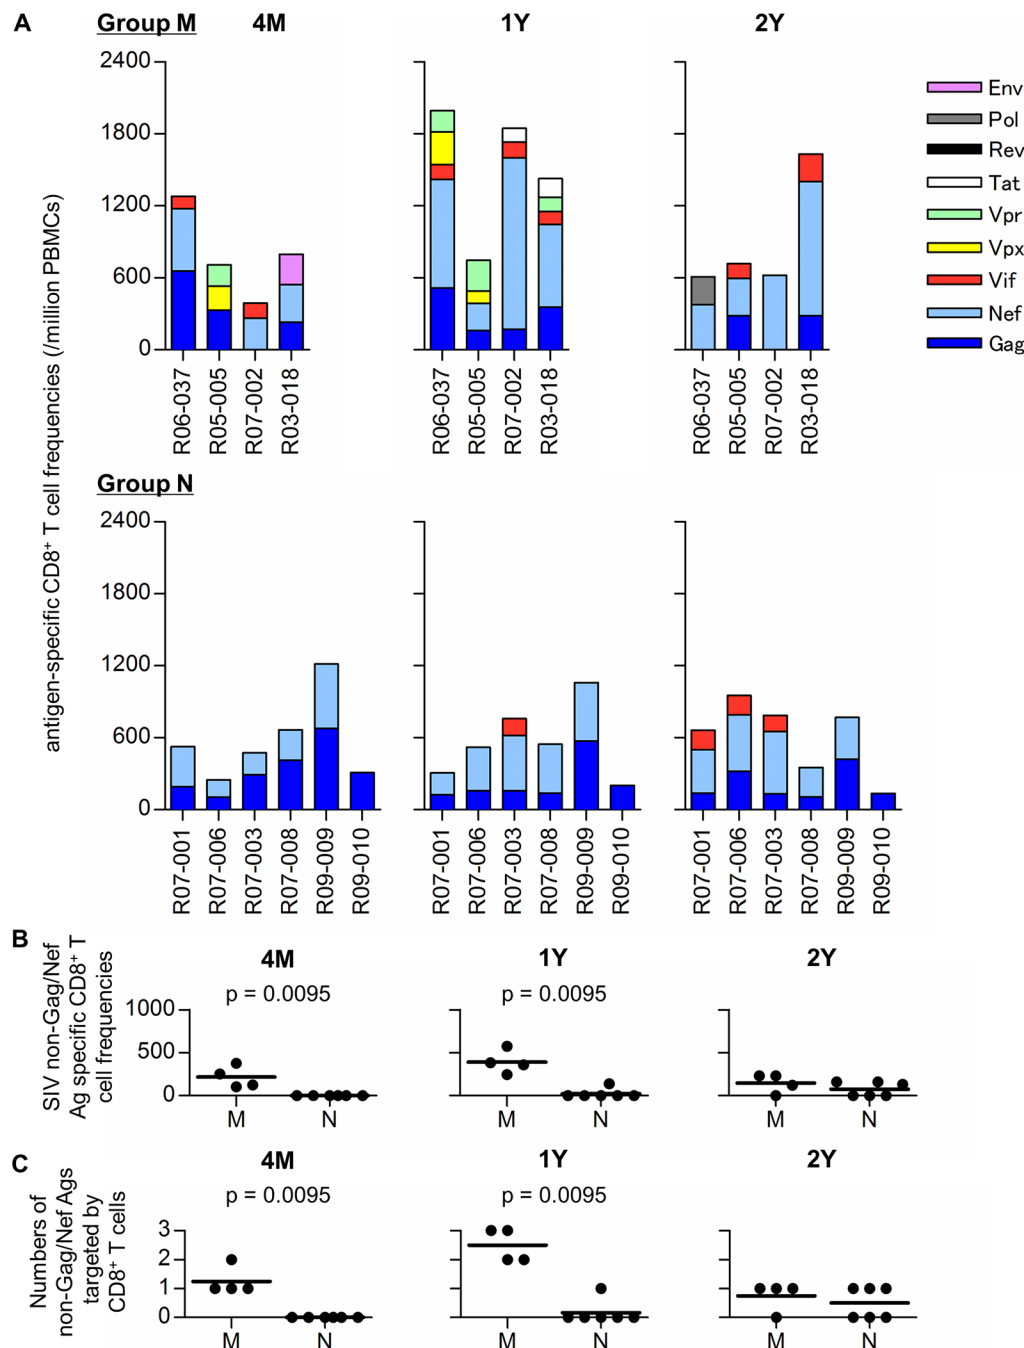 A
Group M
4M
1Y
2Y
antigen-specific CD8+ T cell frequencies (/million PBMCs)
2400
1800
1200
600
0
R06-037
R05-005
R07-002
R03-018
R06-037
R05-005
R07-002
R03-018
R06-037
R05-005
R07-002
R03-018
Env
Pol
Rev
Tat
Vpr
Vpx
Vif
Nef
Gag
Group N
2400
1800
1200
600
0
R07-001
R07-006
R07-003
R07-008
R09-009
R09-010
R07-001
R07-006
R07-003
R07-008
R09-009
R09-010
R07-001
R07-006
R07-003
R07-008
R09-009
R09-010
B
SIV non-Gag/Nef
Ag specific CD8+ T
cell frequencies
4M
1Y
2Y
p = 0.0095
p = 0.0095
1000
500
0
M
N
M
N
M
N
C
Numbers of
non-Gag/Nef Ags
targeted by
CD8+ T cells
4M
1Y
2Y
p = 0.0095
p = 0.0095
3
2
1
0
M
N
M
N
M
N